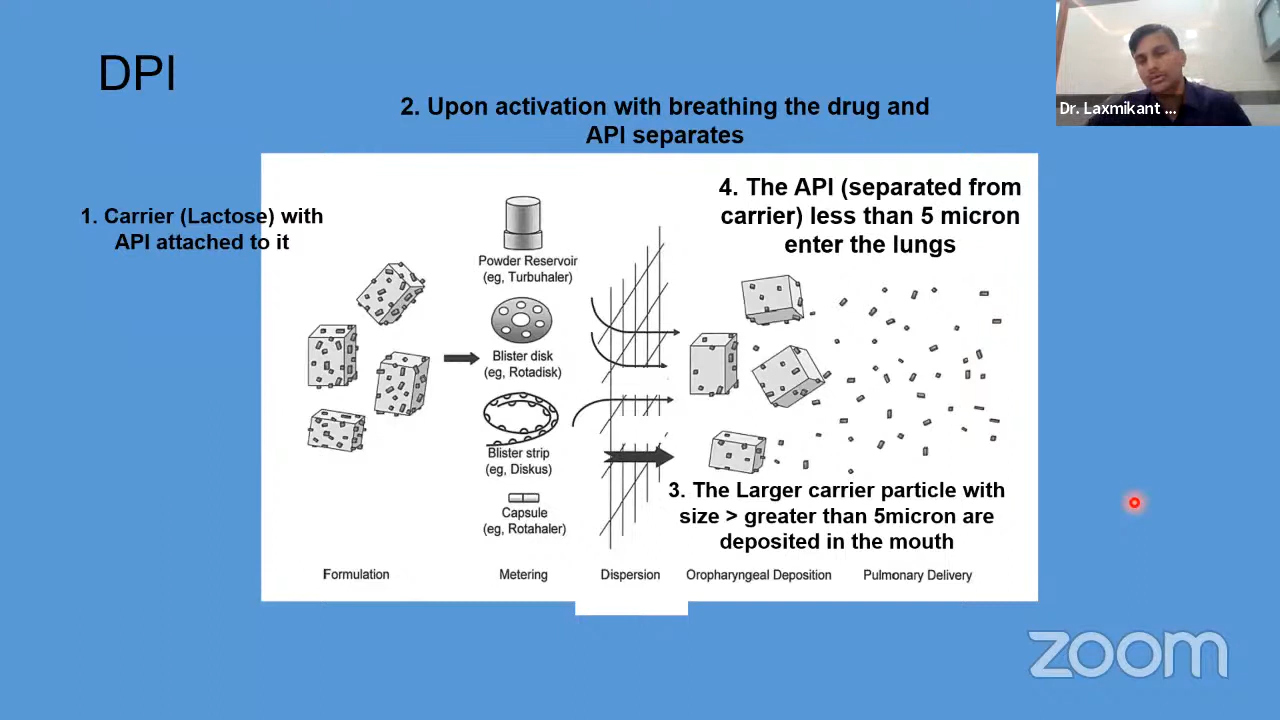 DPI
Dr. Laxmikant ...
2. Upon activation with breathing the drug and
API separates
1. Carrier (Lactose) with
API attached to it
4. The API (separated from
carrier) less than 5 micron
enter the lungs
Powder Reservoir
(eg, Turbuhaler)
Blister disk
(eg, Rotadisk)
Blister strip
(eg, Diskus)
Capsule
(eg, Rotahaler)
3. The Larger carrier particle with
size > greater than 5micron are
deposited in the mouth
Formulation
Metering
Dispersion
Oropharyngeal Deposition
Pulmonary Delivery
zoom